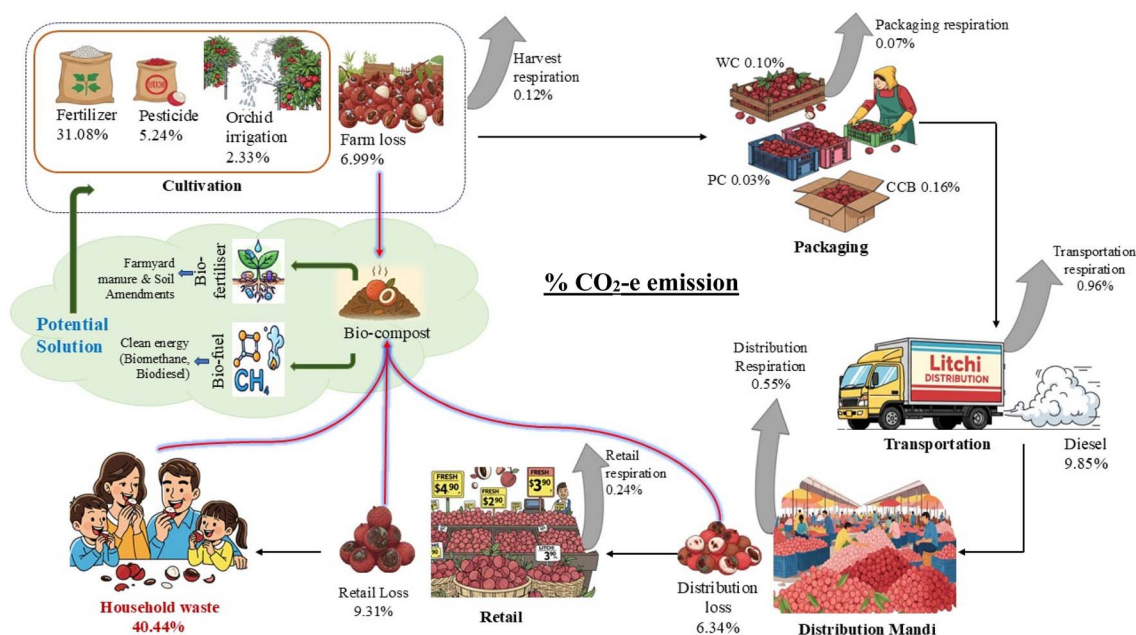 Fertilizer
31.08%
Pesticide
5.24%
Orchid
irrigation
2.33%
Cultivation
LITCHI
Farm loss
6.99%
Harvest
respiration
0.12%
Packaging respiration
0.07%
WC 0.10%
PC 0.03%
CCB 0.16%
Packaging
% CO₂-e emission
Transportation
respiration
0.96%
Litchi
DISTRIBUTION
Transportation
Diesel
9.85%
Distribution
Respiration
0.55%
Distribution Mandi
Distribution
loss
6.34%
Retail
respiration
0.24%
FRESH
$4.90
FRESH
$2.90
FRESH
$3.90
LITCHI
3.90
Retail
Retail Loss
9.31%
Household waste
40.44%
Potential
Solution
Farmyard
manure & Soil
Amendments
Bio-
fertiliser
Clean energy
(Biomethane,
Biodiesel)
Bio-fuel
CH₄
Bio-compost